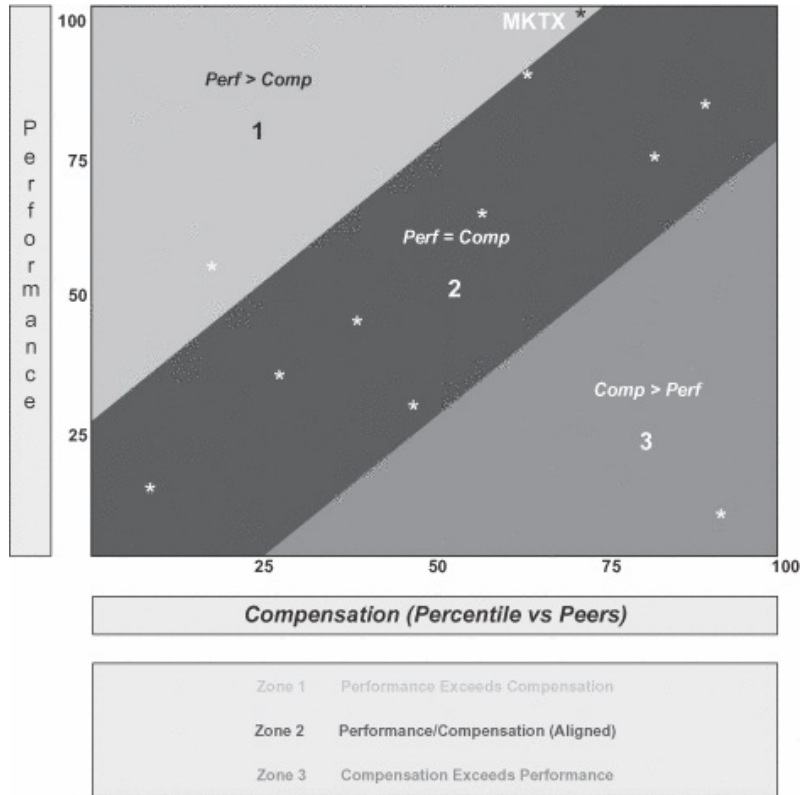 100
MKTX
Perf > Comp
1
Performance
75
Perf = Comp
2
50
Comp > Perf
3
25
25 50 75 100
Compensation (Percentile vs Peers)
Zone 1 Performance Exceeds Compensation
Zone 2 Performance/Compensation (Aligned)
Zone 3 Compensation Exceeds Performance